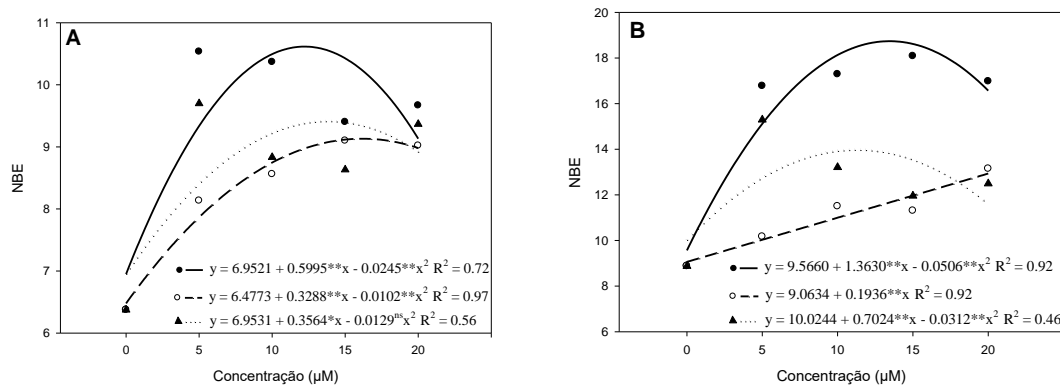 A
NBE
11
10
9
8
7
6
y = 6.9521 + 0.5995**x - 0.0245**x² R² = 0.72
y = 6.4773 + 0.3288**x - 0.0102**x² R² = 0.97
y = 6.9531 + 0.3564*x - 0.0129ⁿˢx² R² = 0.56
0 5 10 15 20
Concentração (µM)
B
NBE
20
18
16
14
12
10
8
6
y = 9.5660 + 1.3630**x - 0.0506**x² R² = 0.92
y = 9.0634 + 0.1936**x R² = 0.92
y = 10.0244 + 0.7024**x - 0.0312**x² R² = 0.46
0 5 10 15 20
Concentração (µM)